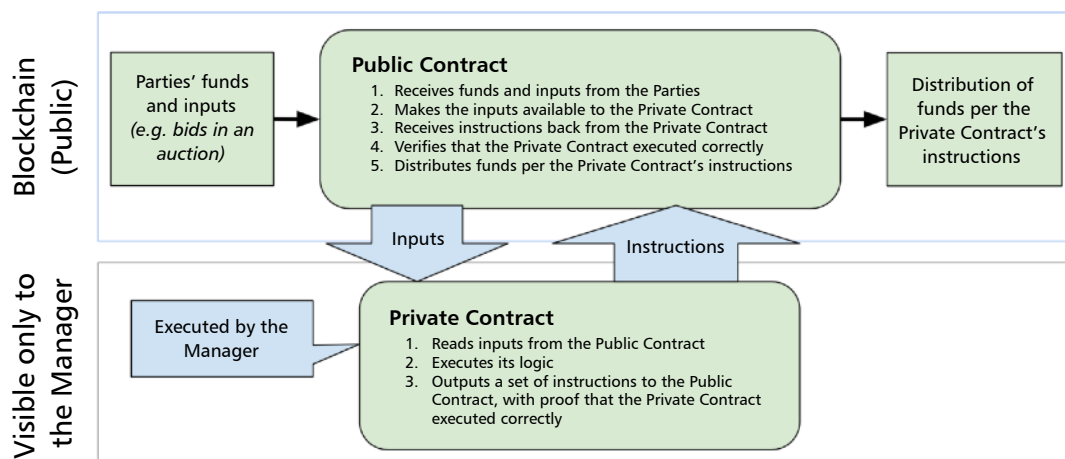 Blockchain
(Public)
Parties’ funds
and inputs
(e.g. bids in an
auction)
Public Contract
1. Receives funds and inputs from the Parties
2. Makes the inputs available to the Private Contract
3. Receives instructions back from the Private Contract
4. Verifies that the Private Contract executed correctly
5. Distributes funds per the Private Contract’s instructions
Distribution of
funds per the
Private Contract’s
instructions
Inputs
Instructions
Visible only to
the Manager
Executed by the
Manager
Private Contract
1. Reads inputs from the Public Contract
2. Executes its logic
3. Outputs a set of instructions to the Public
Contract, with proof that the Private Contract
executed correctly